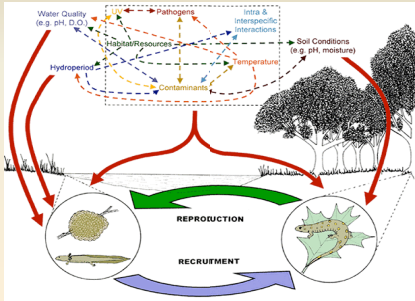 Water Quality
(e.g. pH, D.O.)
UV
Pathogens
Intra &
Interspecific
Interactions
Habitat/Resources
Soil Conditions
(e.g. pH, moisture)
Hydroperiod
Temperature
Contaminants
REPRODUCTION
RECRUITMENT